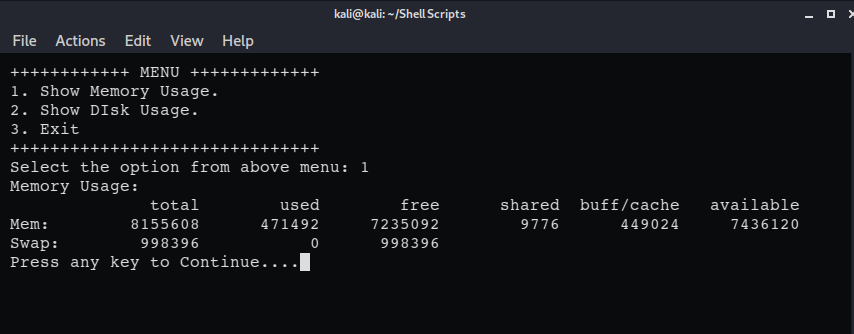 kali@kali: ~/Shell Scripts
File Actions Edit View Help
++++++++++++ MENU +++++++++++++
1. Show Memory Usage.
2. Show DIsk Usage.
3. Exit
+++++++++++++++++++++++++++++++
Select the option from above menu: 1
Memory Usage:
total used free shared buff/cache available
Mem: 8155608 471492 7235092 9776 449024 7436120
Swap: 998396 0 998396
Press any key to Continue....